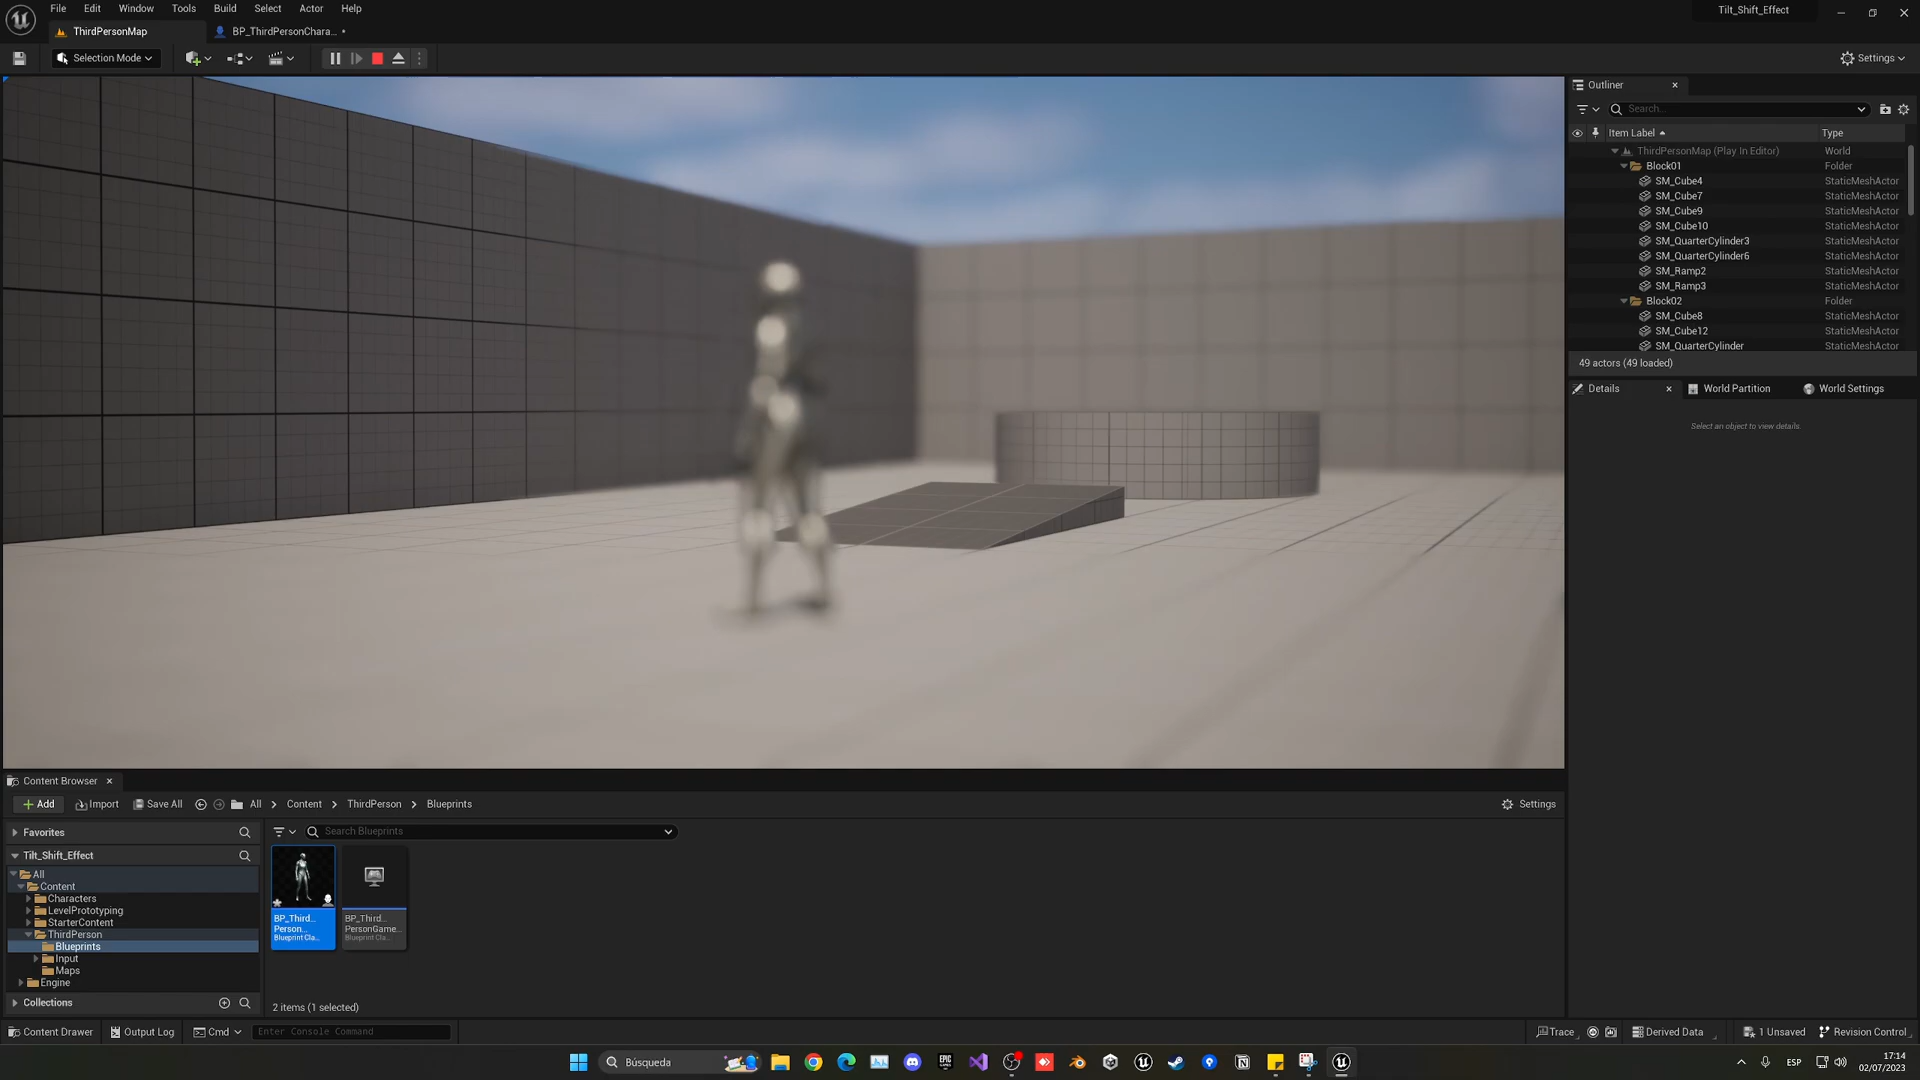 File Edit Window Tools Build Select Actor Help
Tilt_Shift_Effect
ThirdPersonMap
BP_ThirdPersonChara...
Selection Mode
Settings
Outliner
Search...
Item Label
Type
ThirdPersonMap (Play In Editor) World
Block01 Folder
SM_Cube4 StaticMeshActor
SM_Cube7 StaticMeshActor
SM_Cube9 StaticMeshActor
SM_Cube10 StaticMeshActor
SM_QuarterCylinder3 StaticMeshActor
SM_QuarterCylinder6 StaticMeshActor
SM_Ramp2 StaticMeshActor
SM_Ramp3 StaticMeshActor
Block02 Folder
SM_Cube8 StaticMeshActor
SM_Cube12 StaticMeshActor
SM_QuarterCylinder StaticMeshActor
49 actors (49 loaded)
Details
World Partition
World Settings
Select an object to view details.
Content Browser
Add
Import
Save All
All
Content
ThirdPerson
Blueprints
Settings
Favorites
Search Blueprints
Tilt_Shift_Effect
All
Content
Characters
LevelPrototyping
StarterContent
ThirdPerson
Blueprints
Input
Maps
Engine
Collections
BP_Third...
Person...
Blueprint Cla...
BP_Third...
PersonGame...
Blueprint Cla...
2 items (1 selected)
Content Drawer
Output Log
Cmd
Enter Console Command
Trace
Derived Data
1 Unsaved
Revision Control
Búsqueda
EPIC
GAMES
ESP
17:14
02/07/2023